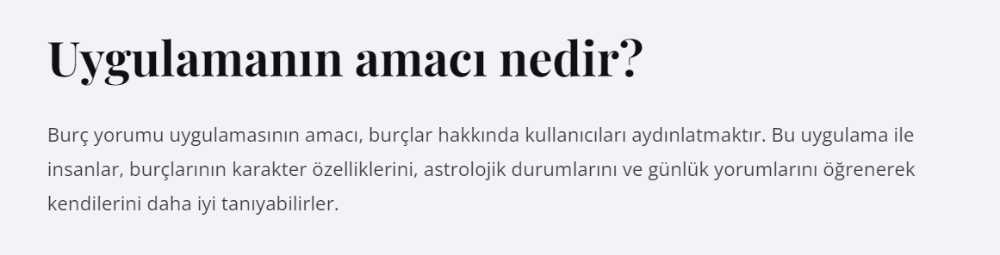 Uygulamanın amacı nedir?
Burç yorumu uygulamasının amacı, burçlar hakkında kullanıcıları aydınlatmaktır. Bu uygulama ile
insanlar, burçlarının karakter özelliklerini, astrolojik durumlarını ve günlük yorumlarını öğrenerek
kendilerini daha iyi tanıyabilirler.